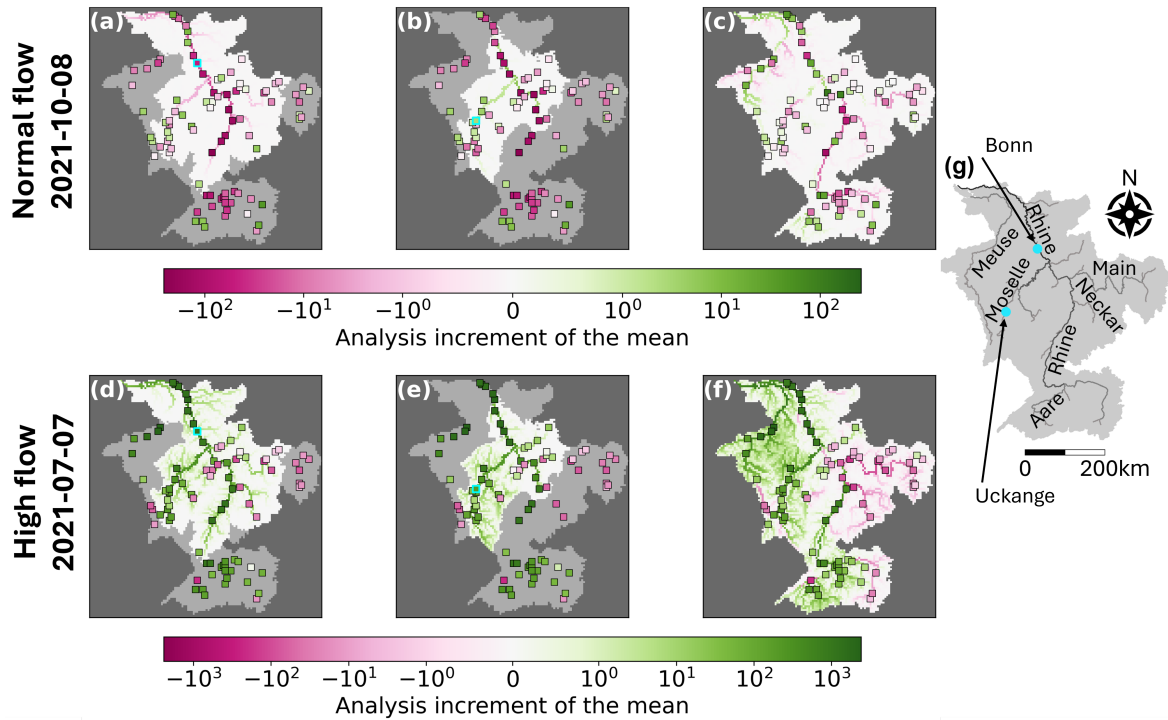 Normal flow
2021-10-08
(a)
(b)
(c)
−10² −10¹ −10⁰ 0 10⁰ 10¹ 10²
Analysis increment of the mean
High flow
2021-07-07
(d)
(e)
(f)
−10³ −10² −10¹ −10⁰ 0 10⁰ 10¹ 10² 10³
Analysis increment of the mean
Bonn
(g)
N
Rhine
Meuse
Moselle
Main
Neckar
Rhine
Aare
0 200km
Uckange